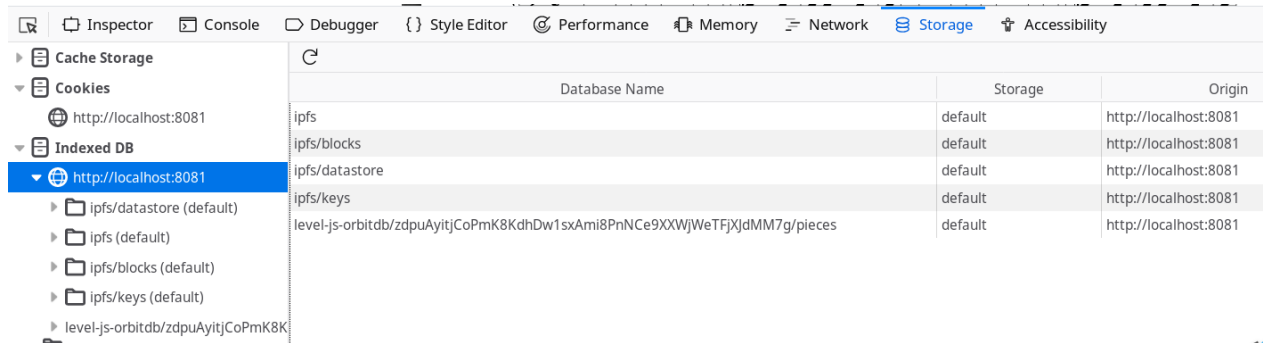 Inspector Console Debugger { } Style Editor Performance Memory Network Storage Accessibility
Cache Storage
Cookies
http://localhost:8081
Indexed DB
http://localhost:8081
ipfs/datastore (default)
ipfs (default)
ipfs/blocks (default)
ipfs/keys (default)
level-js-orbitdb/zdpuAyitjCoPmK8K
Database Name Storage Origin
ipfs default http://localhost:8081
ipfs/blocks default http://localhost:8081
ipfs/datastore default http://localhost:8081
ipfs/keys default http://localhost:8081
level-js-orbitdb/zdpuAyitjCoPmK8KdhDw1sxAmi8PnNCe9XXWjWeTFjXJdMM7g/pieces default http://localhost:8081